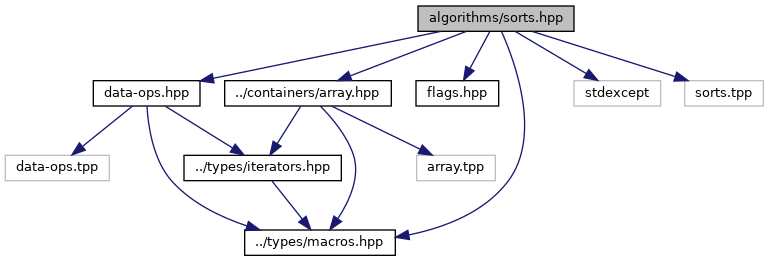 algorithms/sorts.hpp
data-ops.hpp
../containers/array.hpp
flags.hpp
stdexcept
sorts.tpp
data-ops.tpp
../types/iterators.hpp
array.tpp
../types/macros.hpp